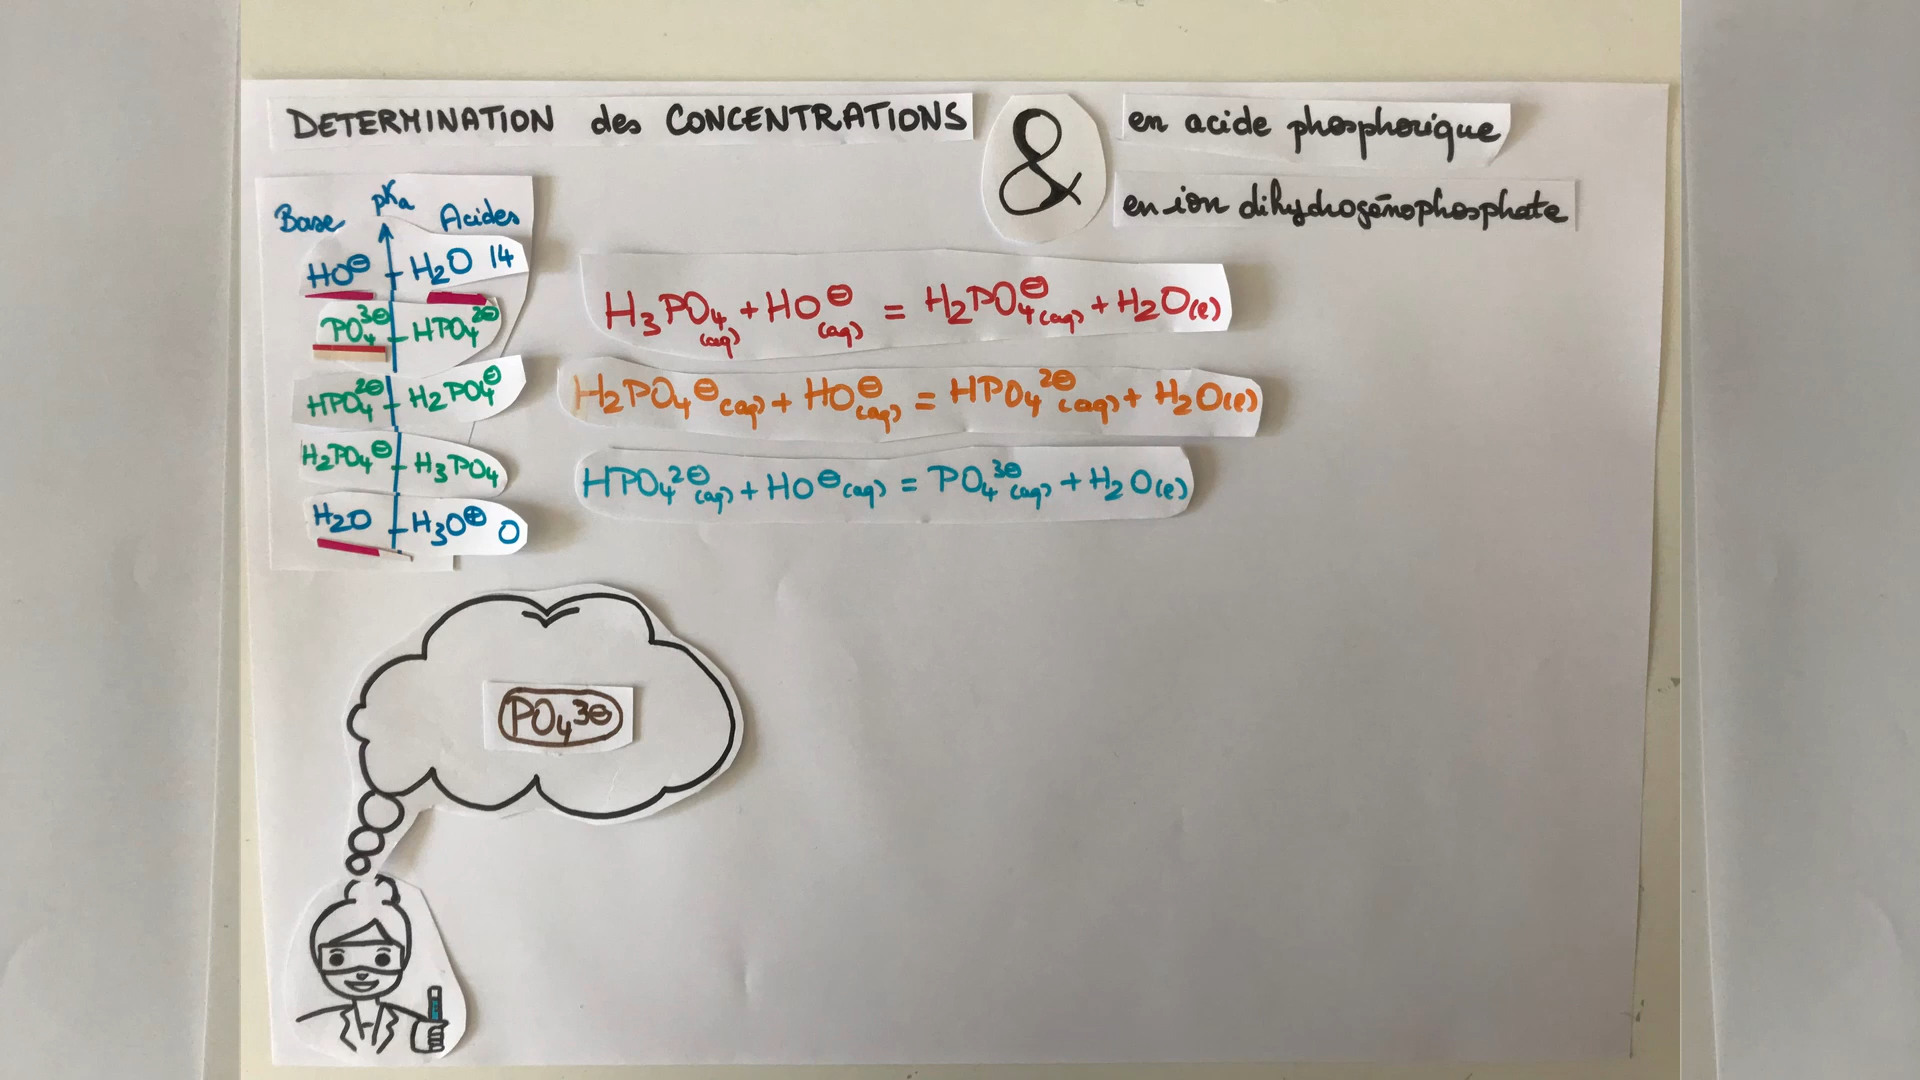 DETERMINATION des CONCENTRATIONS & en acide phosphorique
en ion dihydrogénophosphate
Base pKa Acides
HO⊖ H₂O 14
PO₄³⊖ HPO₄²⊖
HPO₄²⊖ H₂PO₄⊖
H₂PO₄⊖ H₃PO₄
H₂O H₃O⊕ 0
H₃PO₄(aq) + HO⊖(aq) = H₂PO₄⊖(aq) + H₂O(l)
H₂PO₄⊖(aq) + HO⊖(aq) = HPO₄²⊖(aq) + H₂O(l)
HPO₄²⊖(aq) + HO⊖(aq) = PO₄³⊖(aq) + H₂O(l)
PO₄³⊖